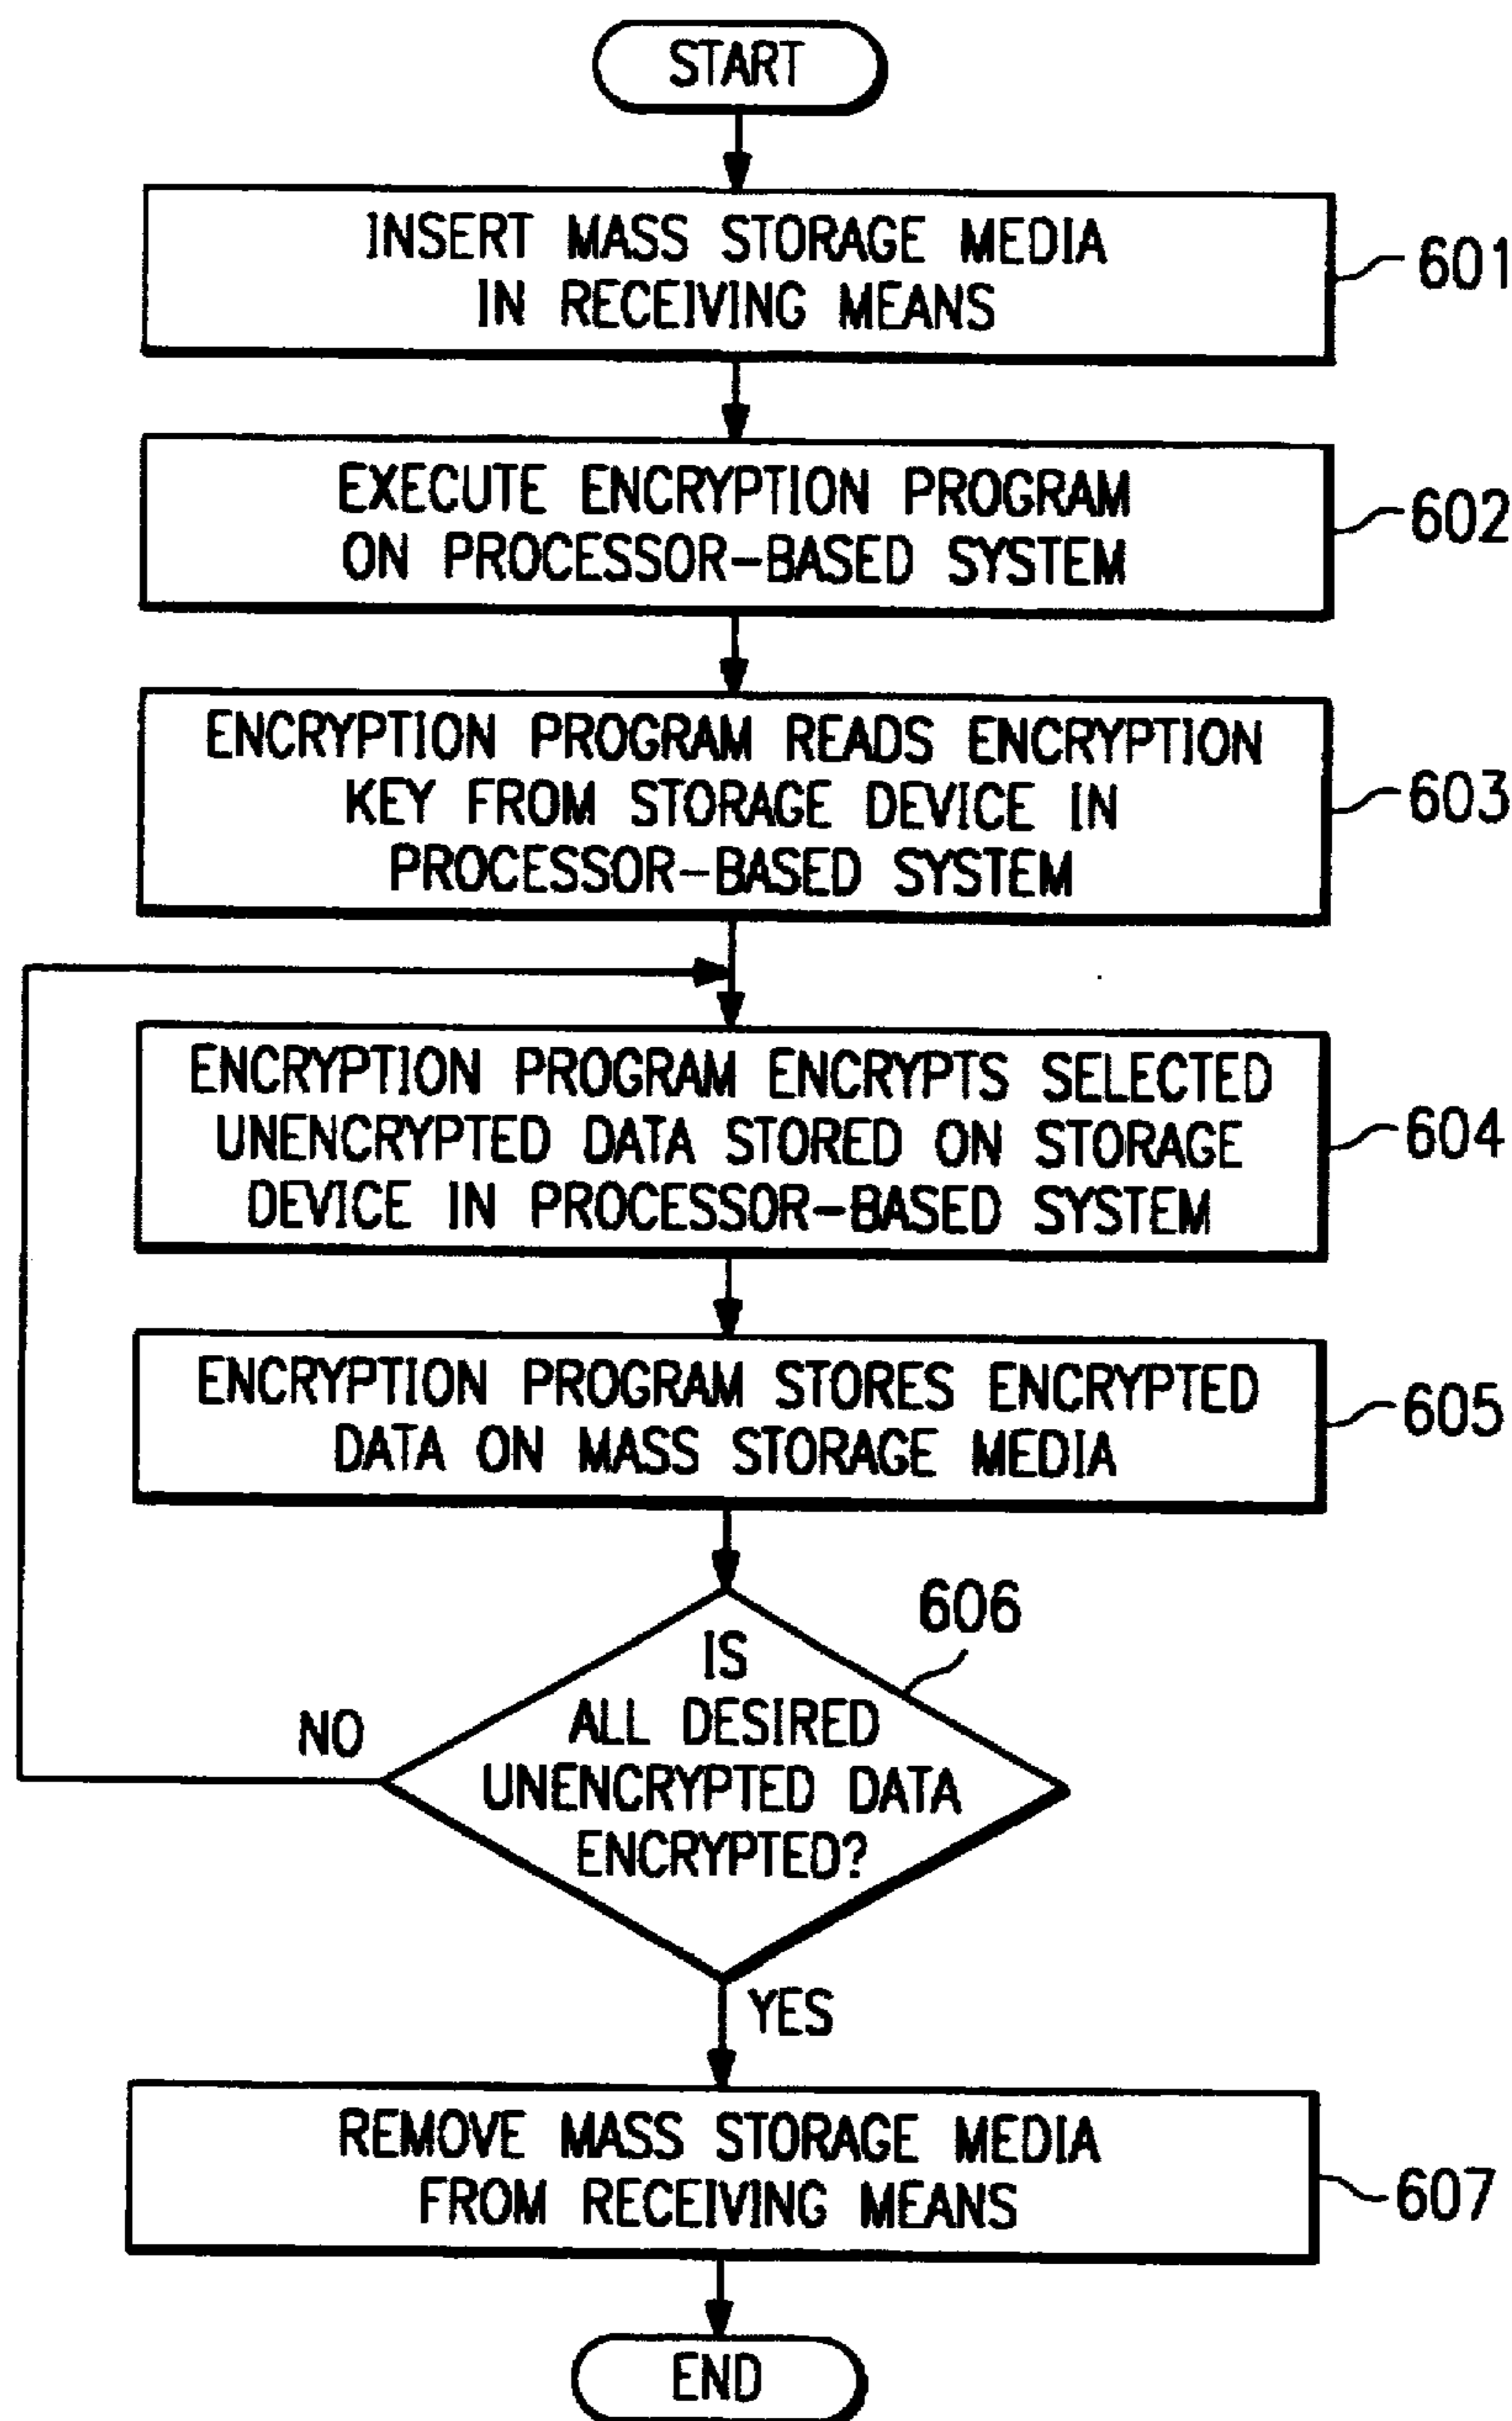 START
INSERT MASS STORAGE MEDIA
IN RECEIVING MEANS
601
EXECUTE ENCRYPTION PROGRAM
ON PROCESSOR-BASED SYSTEM
602
ENCRYPTION PROGRAM READS ENCRYPTION
KEY FROM STORAGE DEVICE IN
PROCESSOR-BASED SYSTEM
603
ENCRYPTION PROGRAM ENCRYPTS SELECTED
UNENCRYPTED DATA STORED ON STORAGE
DEVICE IN PROCESSOR-BASED SYSTEM
604
ENCRYPTION PROGRAM STORES ENCRYPTED
DATA ON MASS STORAGE MEDIA
605
606
IS
ALL DESIRED
UNENCRYPTED DATA
ENCRYPTED?
NO
YES
REMOVE MASS STORAGE MEDIA
FROM RECEIVING MEANS
607
END